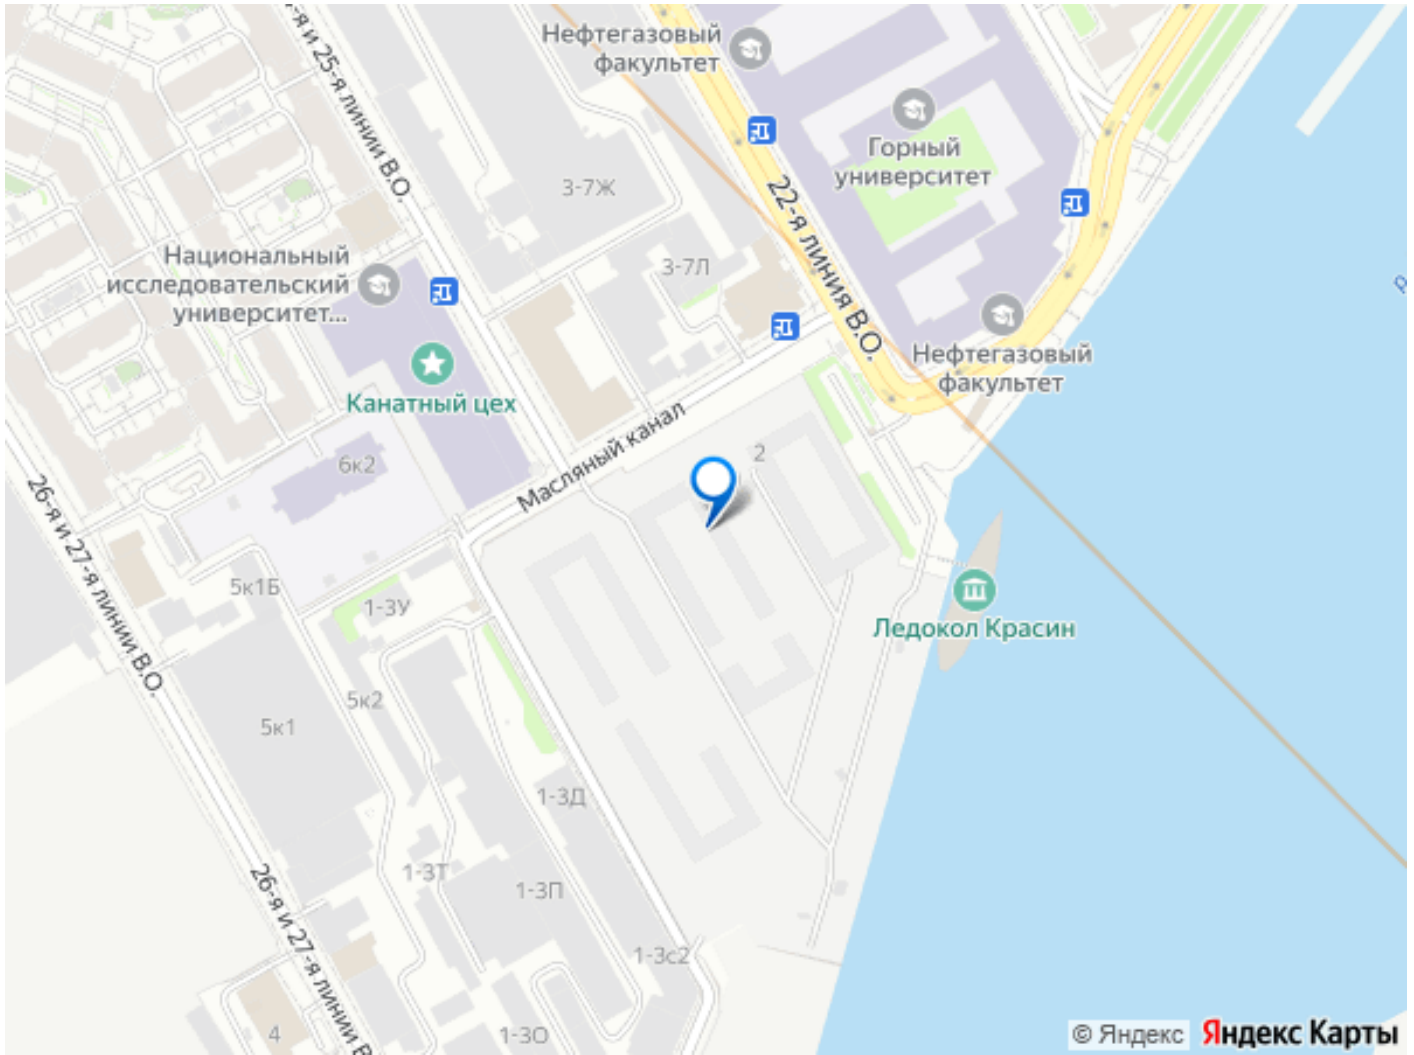 Нефтегазовый
факультет
-я и 25-я линии В.О.
Горный
университет
3-7Ж
22-я линия В.О.
Национальный
исследовательский
университет...
3-7Л
Р
Нефтегазовый
факультет
Канатный цех
Масляный канал
2
6к2
26-я и 27-я линии В.О.
5к1Б
1-3У
Ледокол Красин
5к2
5к1
1-3Д
1-3Т
1-3П
26-я и 27-я линии В
1-3с2
4
1-3О
© Яндекс Яндекс Карты